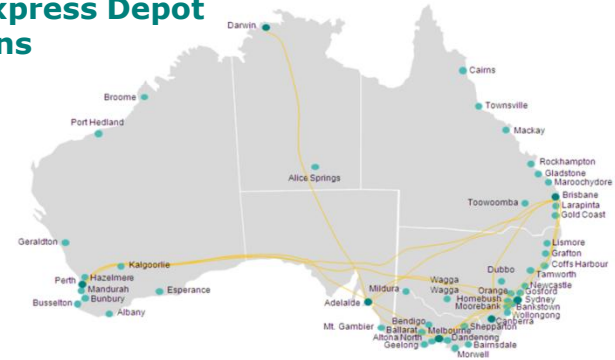 xpress Depot
ns
Darwin
Cairns
Broome
Townsville
Port Hedland
Mackay
Rockhampton
Gladstone
Alice Springs
Maroochydore
Brisbane
Toowoomba
Larapinta
Gold Coast
Geraldton
Lismore
Grafton
Kalgoorlie
Coffs Harbour
Dubbo
Tamworth
Hazelmere
Perth
Mandurah
Esperance
Mildura
Wagga
Wagga
Orange
Newcastle
Gosford
Bunbury
Busselton
Adelaide
Homebush
Sydney
Moorebank
Bankstown
Albany
Wollongong
Canberra
Mt. Gambier
Bendigo
Shepparton
Ballarat
Melbourne
Altona North
Dandenong
Geelong
Bairnsdale
Morwell